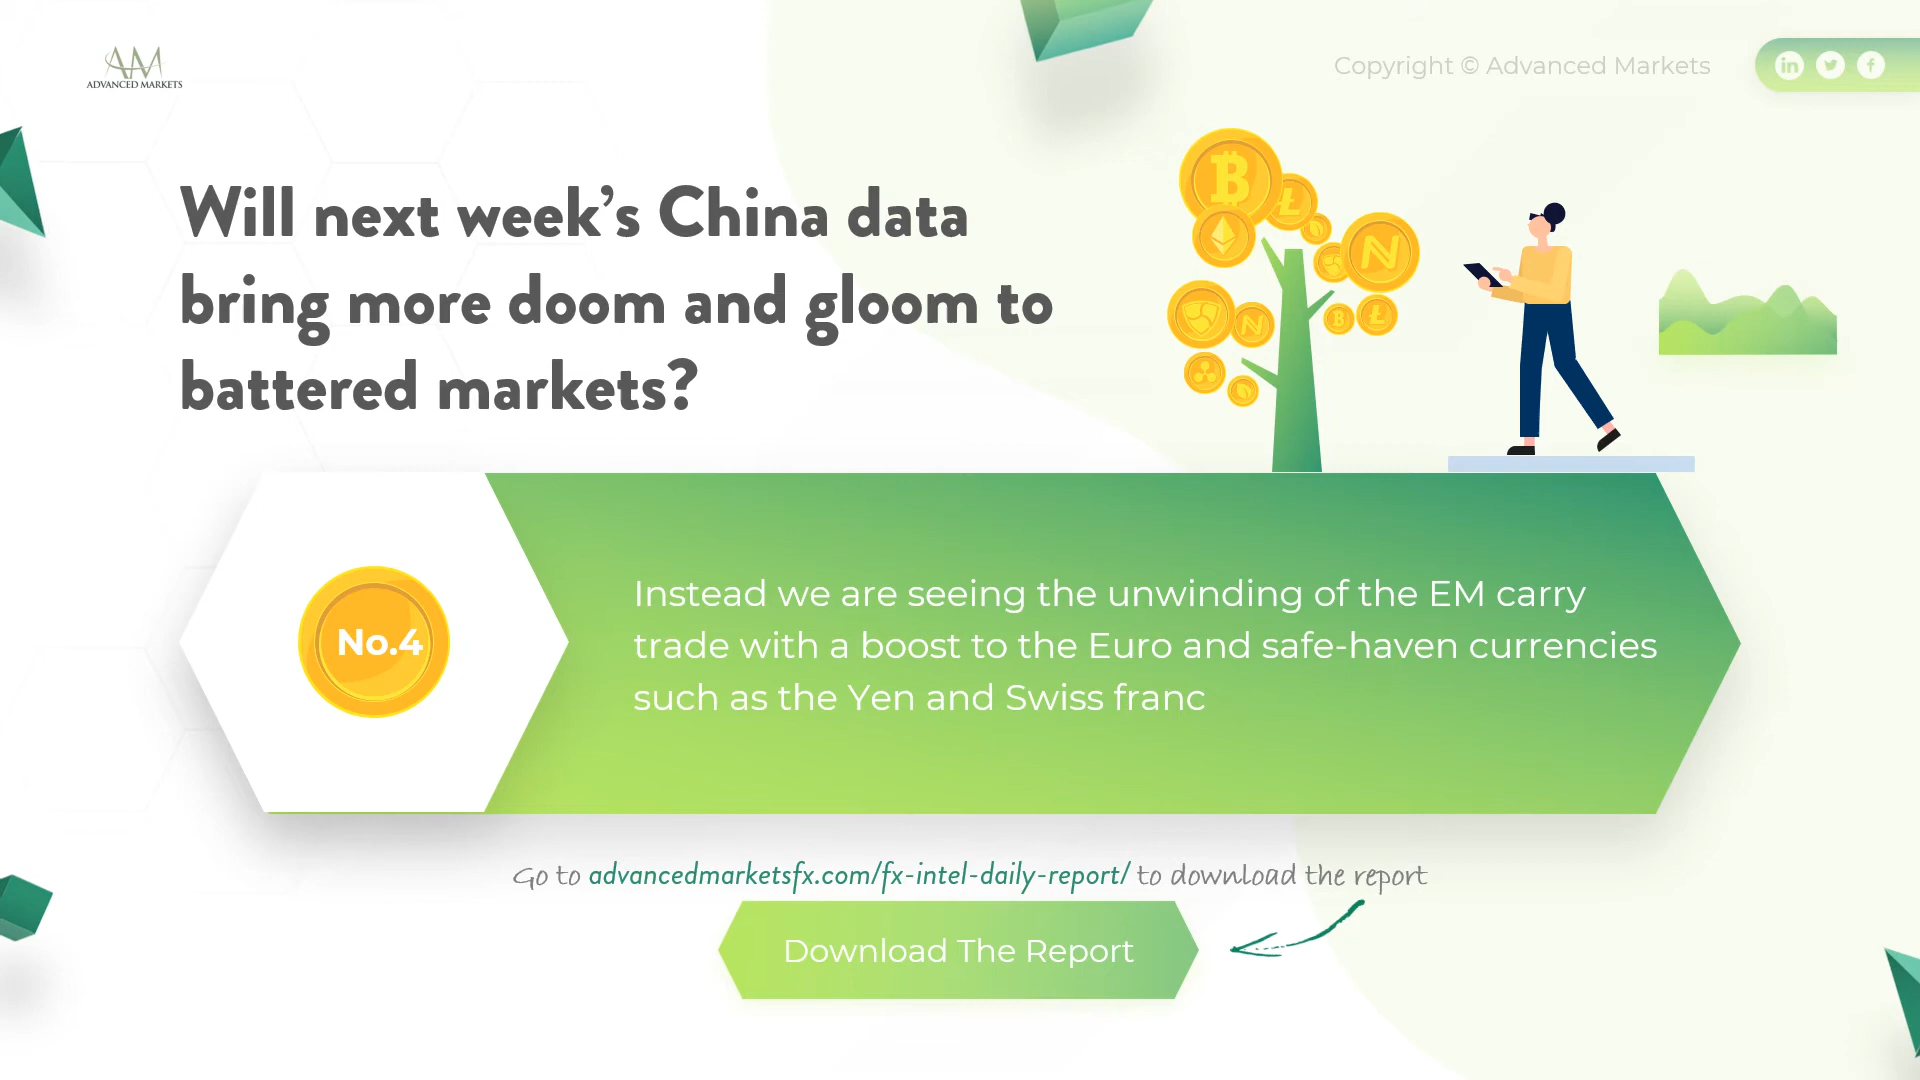 ADVANCED MARKETS
Copyright © Advanced Markets
Will next week’s China data
bring more doom and gloom to
battered markets?
No.4
Instead we are seeing the unwinding of the EM carry
trade with a boost to the Euro and safe-haven currencies
such as the Yen and Swiss franc
Go to advancedmarketsfx.com/fx-intel-daily-report/ to download the report
Download The Report